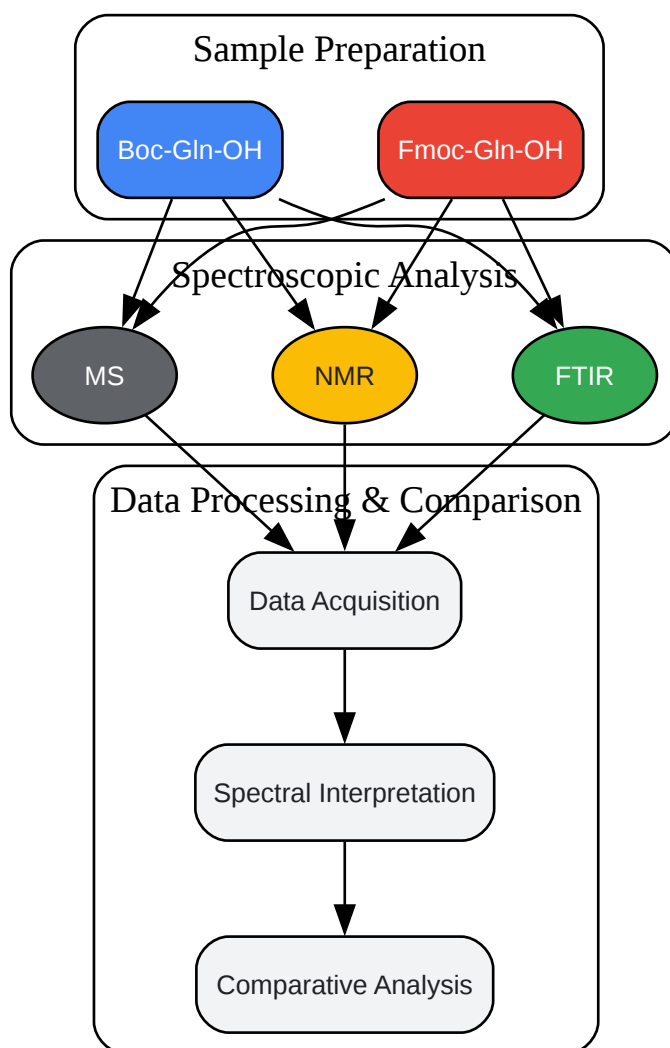 Sample Preparation
Boc-Gln-OH
Fmoc-Gln-OH
Spectroscopic Analysis
MS
NMR
FTIR
Data Processing & Comparison
Data Acquisition
Spectral Interpretation
Comparative Analysis